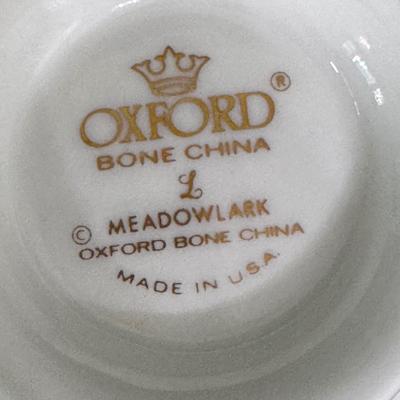 OXFORD ®
BONE CHINA
L
© MEADOWLARK
OXFORD BONE CHINA
MADE IN U.S.A.